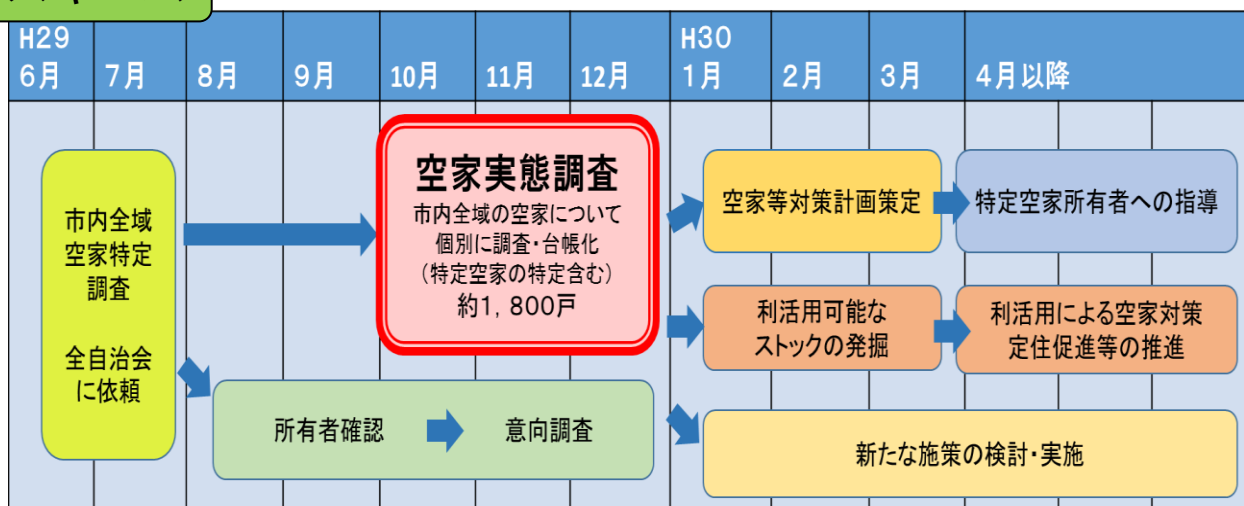 H29
6月 7月 8月 9月 10月 11月 12月
H30
1月 2月 3月 4月以降
市内全域
空家特定
調査
全自治会
に依頼
空家実態調査
市内全域の空家について
個別に調査・台帳化
(特定空家の特定含む)
約1,800戸
所有者確認
意向調査
空家等対策計画策定
特定空家所有者への指導
利活用可能な
ストックの発掘
利活用による空家対策
定住促進等の推進
新たな施策の検討・実施